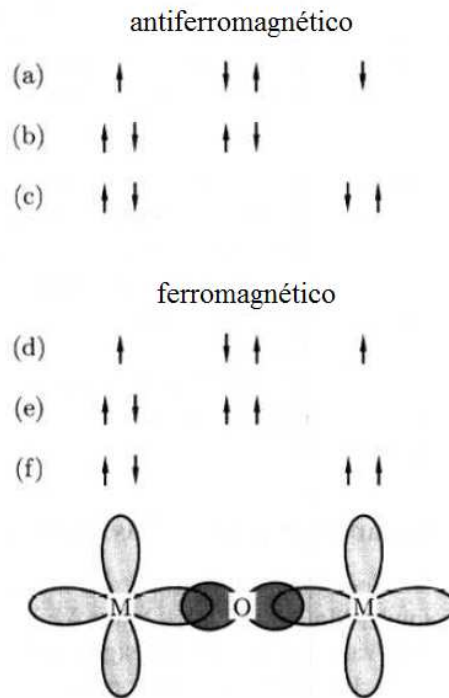 antiferromagnético
(a)
(b)
(c)
ferromagnético
(d)
(e)
(f)
M O M